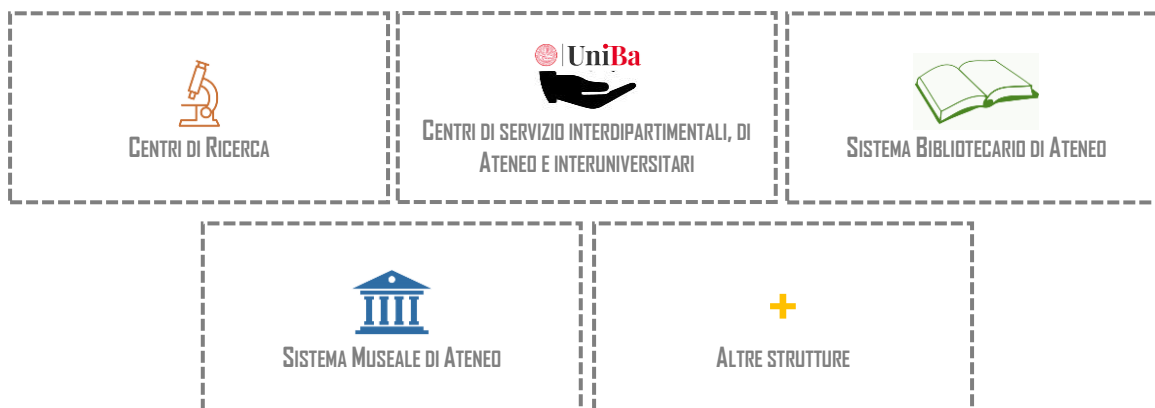 UniBa
CENTRI DI RICERCA
CENTRI DI SERVIZIO INTERDIPARTIMENTALI, DI
ATENEO E INTERUNIVERSITARI
SISTEMA BIBLIOTECARIO DI ATENEO
SISTEMA MUSEALE DI ATENEO
ALTRE STRUTTURE